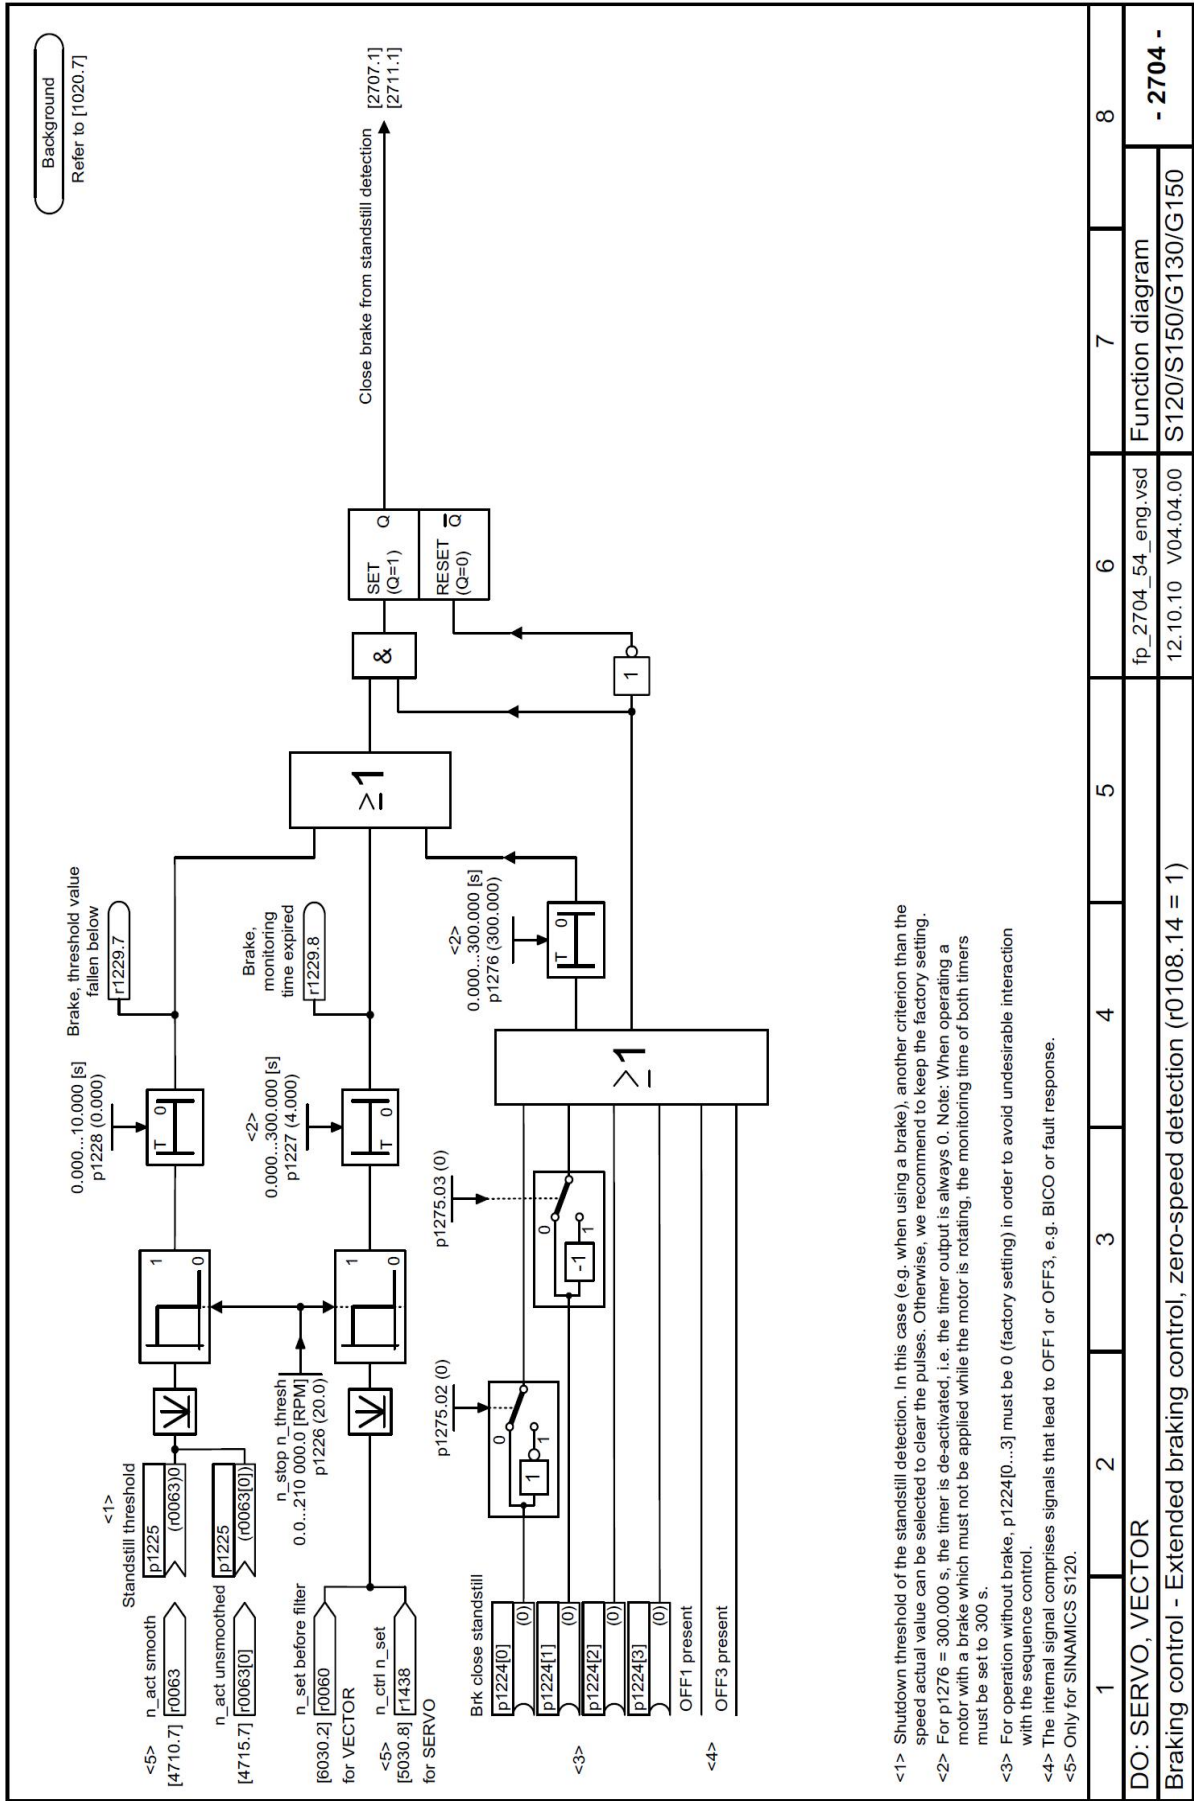 Background
Refer to [1020.7]
<1>
Standstill threshold
<5>
n_act smooth
[4710.7]
r0063
p1225
(r0063)0
n_act unsmoothed
[4715.7]
r0063[0]
p1225
(r0063[0])
0.000...10.000 [s]
p1228 (0.000)
Brake, threshold value
fallen below
r1229.7
1
0
T
0
n_stop n_thresh
0.0...210 000.0 [RPM]
p1226 (20.0)
n_set before filter
[6030.2]
r0060
for VECTOR
<5>
n_ctrl n_set
[5030.8]
r1438
for SERVO
<2>
0.000...300.000 [s]
p1227 (4.000)
Brake,
monitoring
time expired
r1229.8
1
0
T
0
≥1
&
SET
(Q=1)
Q
RESET
(Q=0)
Q̅
Close brake from standstill detection
[2707.1]
[2711.1]
<2>
0.000...300.000 [s]
p1276 (300.000)
T
0
p1275.02 (0)
0
1
1
p1275.03 (0)
0
1
-1
Brk close standstill
p1224[0]
(0)
p1224[1]
(0)
<3>
p1224[2]
(0)
p1224[3]
(0)
OFF1 present
<4>
OFF3 present
≥1
1
<1> Shutdown threshold of the standstill detection. In this case (e.g. when using a brake), another criterion than the
speed actual value can be selected to clear the pulses. Otherwise, we recommend to keep the factory setting.
<2> For p1276 = 300.000 s, the timer is de-activated, i.e. the timer output is always 0. Note: When operating a
motor with a brake which must not be applied while the motor is rotating, the monitoring time of both timers
must be set to 300 s.
<3> For operation without brake, p1224[0...3] must be 0 (factory setting) in order to avoid undesirable interaction
with the sequence control.
<4> The internal signal comprises signals that lead to OFF1 or OFF3, e.g. BICO or fault response.
<5> Only for SINAMICS S120.
1 2 3 4 5 6 7 8
DO: SERVO, VECTOR
fp_2704_54_eng.vsd
Function diagram
- 2704 -
Braking control - Extended braking control, zero-speed detection (r0108.14 = 1)
12.10.10 V04.04.00
S120/S150/G130/G150